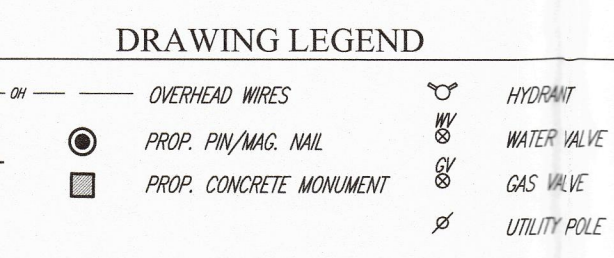 DRAWING LEGEND
OH OVERHEAD WIRES
PROP. PIN/MAG. NAIL
PROP. CONCRETE MONUMENT
HYDRANT
WV WATER VALVE
GV GAS VALVE
UTILITY POLE